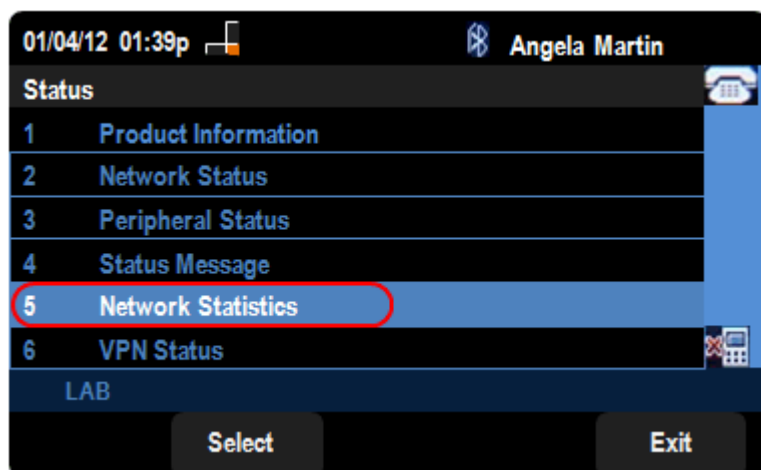 01/04/12 01:39p Angela Martin
Status
1 Product Information
2 Network Status
3 Peripheral Status
4 Status Message
5 Network Statistics
6 VPN Status
LAB
Select Exit